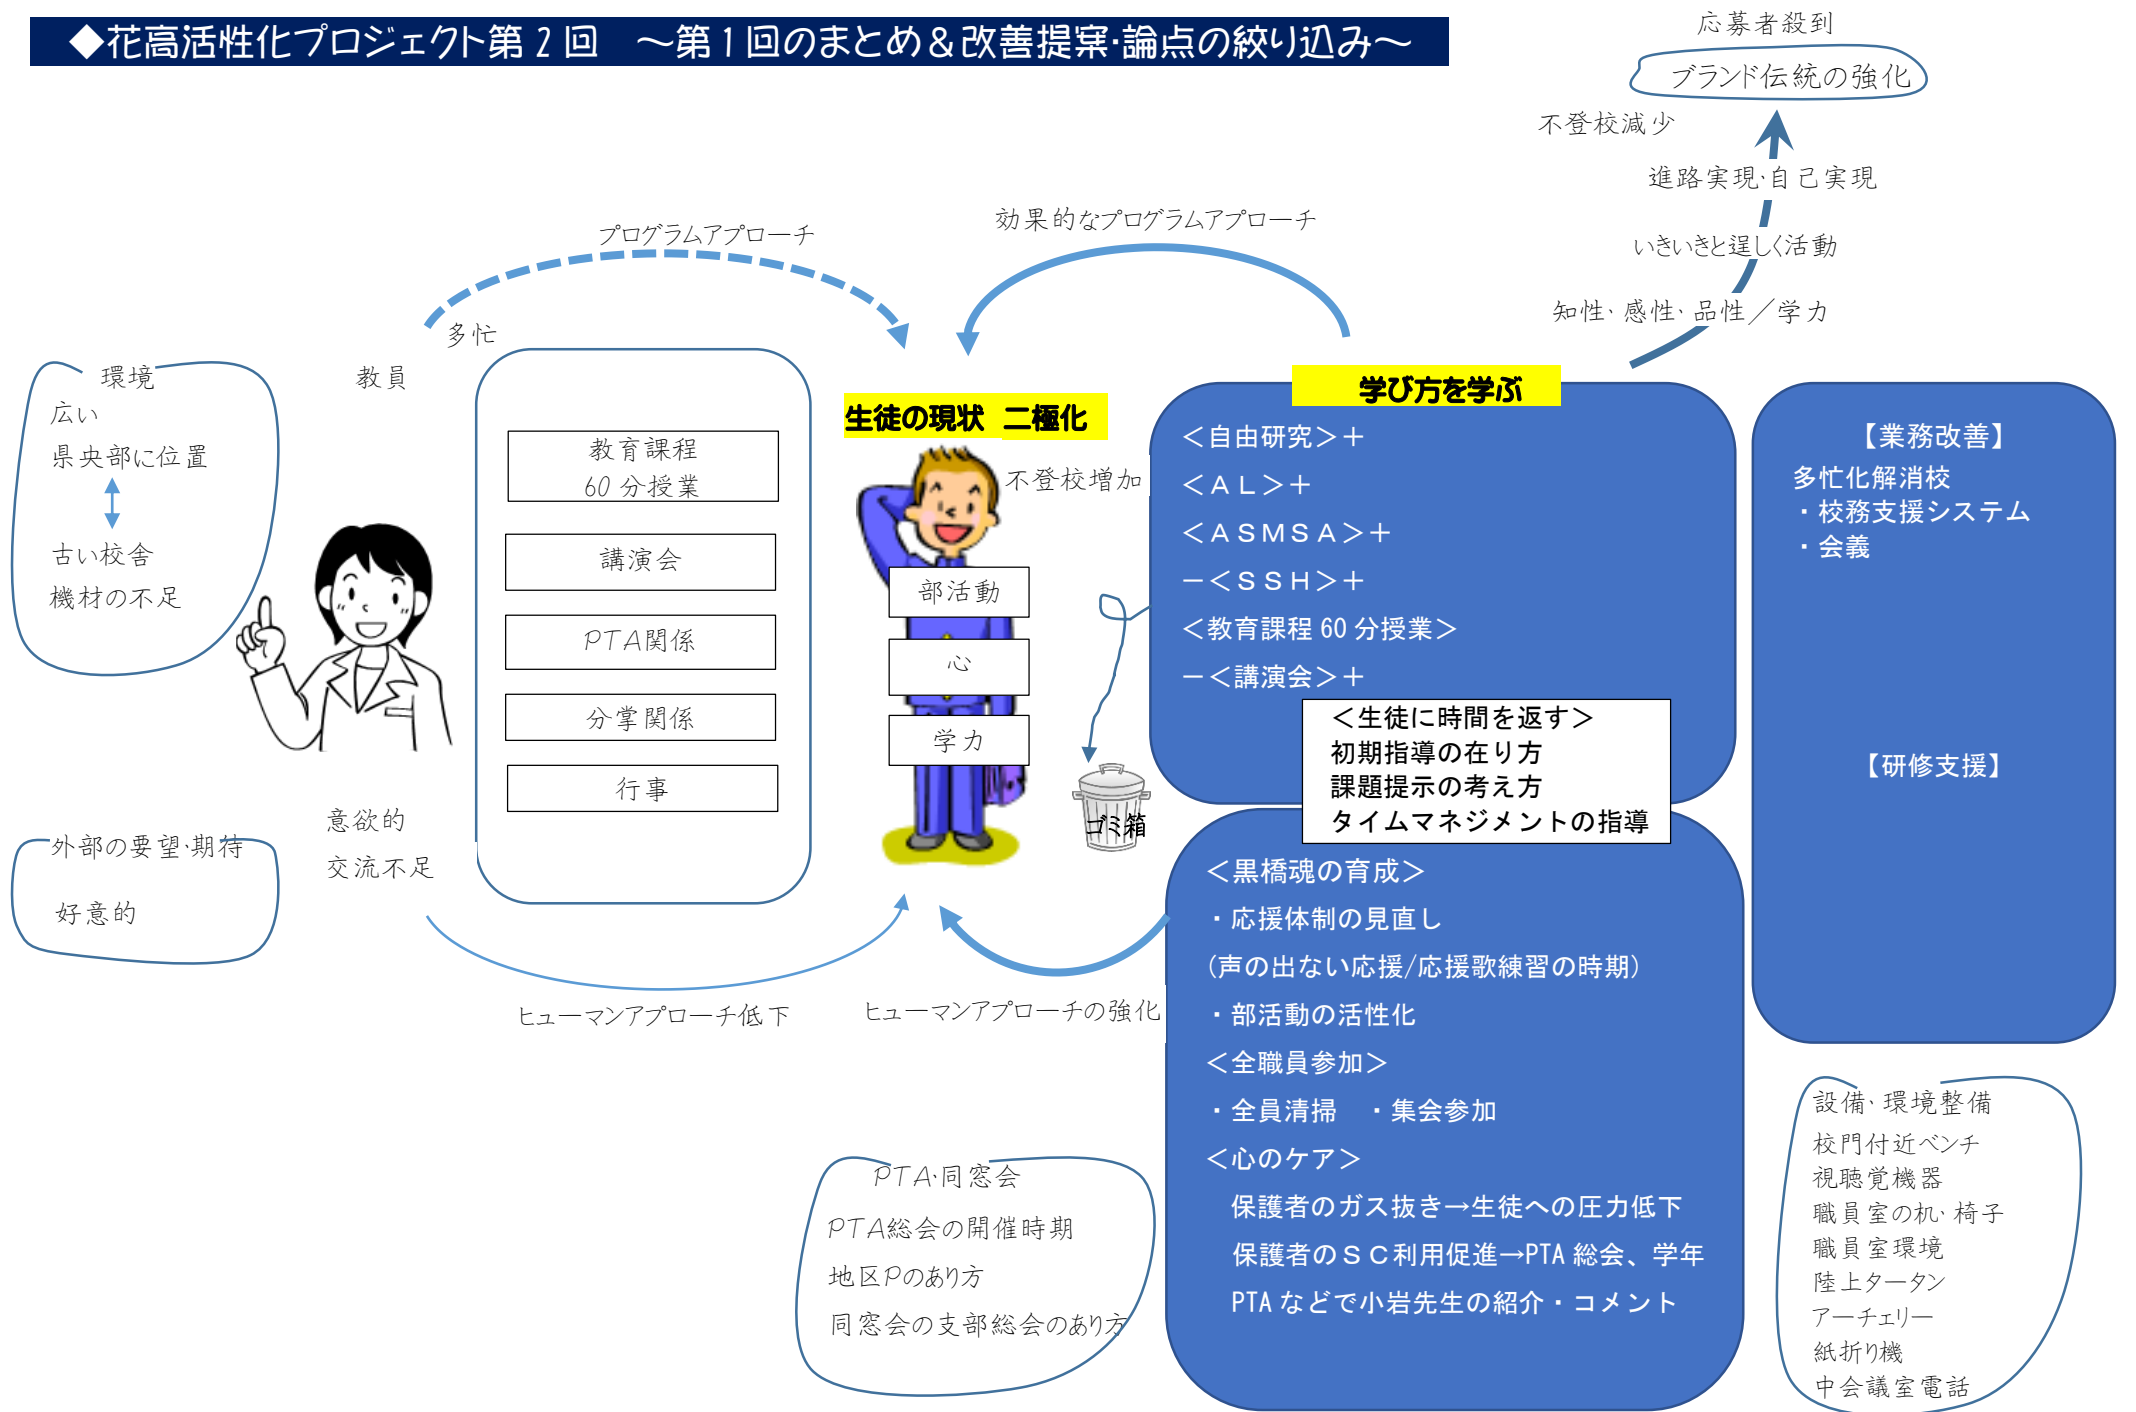 ◆花高活性化プロジェクト第2回　～第1回のまとめ＆改善提案・論点の絞り込み～
応募者殺到
ブランド伝統の強化
不登校減少
進路実現・自己実現
いきいきと逞しく活動
知性・感性・品性／学力
プログラムアプローチ
効果的なプログラムアプローチ
多忙
教員
環境
広い
県央部に位置
古い校舎
機材の不足
外部の要望・期待
好意的
意欲的
交流不足
教育課程
60分授業
講演会
PTA関係
分掌関係
行事
生徒の現状　二極化
不登校増加
部活動
心
学力
ゴミ箱
ヒューマンアプローチ低下
ヒューマンアプローチの強化
学び方を学ぶ
＜自由研究＞＋
＜ＡＬ＞＋
＜ＡＳＭＳＡ＞＋
－＜ＳＳＨ＞＋
＜教育課程60分授業＞
－＜講演会＞＋
＜生徒に時間を返す＞
初期指導の在り方
課題提示の考え方
タイムマネジメントの指導
＜黒橋魂の育成＞
・応援体制の見直し
(声の出ない応援/応援歌練習の時期)
・部活動の活性化
＜全職員参加＞
・全員清掃　・集会参加
＜心のケア＞
保護者のガス抜き→生徒への圧力低下
保護者のＳＣ利用促進→PTA総会、学年
PTAなどで小岩先生の紹介・コメント
【業務改善】
多忙化解消校
・校務支援システム
・会議
【研修支援】
PTA・同窓会
PTA総会の開催時期
地区Pのあり方
同窓会の支部総会のあり方
設備・環境整備
校門付近ベンチ
視聴覚機器
職員室の机・椅子
職員室環境
陸上タータン
アーチェリー
紙折り機
中会議室電話